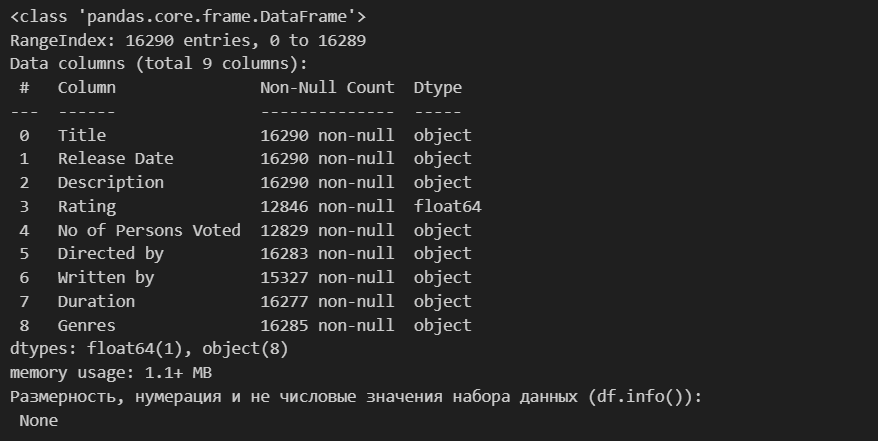 <class 'pandas.core.frame.DataFrame'>
RangeIndex: 16290 entries, 0 to 16289
Data columns (total 9 columns):
 #   Column               Non-Null Count  Dtype
---  ------               --------------  -----
 0   Title                16290 non-null  object
 1   Release Date         16290 non-null  object
 2   Description          16290 non-null  object
 3   Rating               12846 non-null  float64
 4   No of Persons Voted  12829 non-null  object
 5   Directed by          16283 non-null  object
 6   Written by           15327 non-null  object
 7   Duration             16277 non-null  object
 8   Genres               16285 non-null  object
dtypes: float64(1), object(8)
memory usage: 1.1+ MB
Размерность, нумерация и не числовые значения набора данных (df.info()):
 None